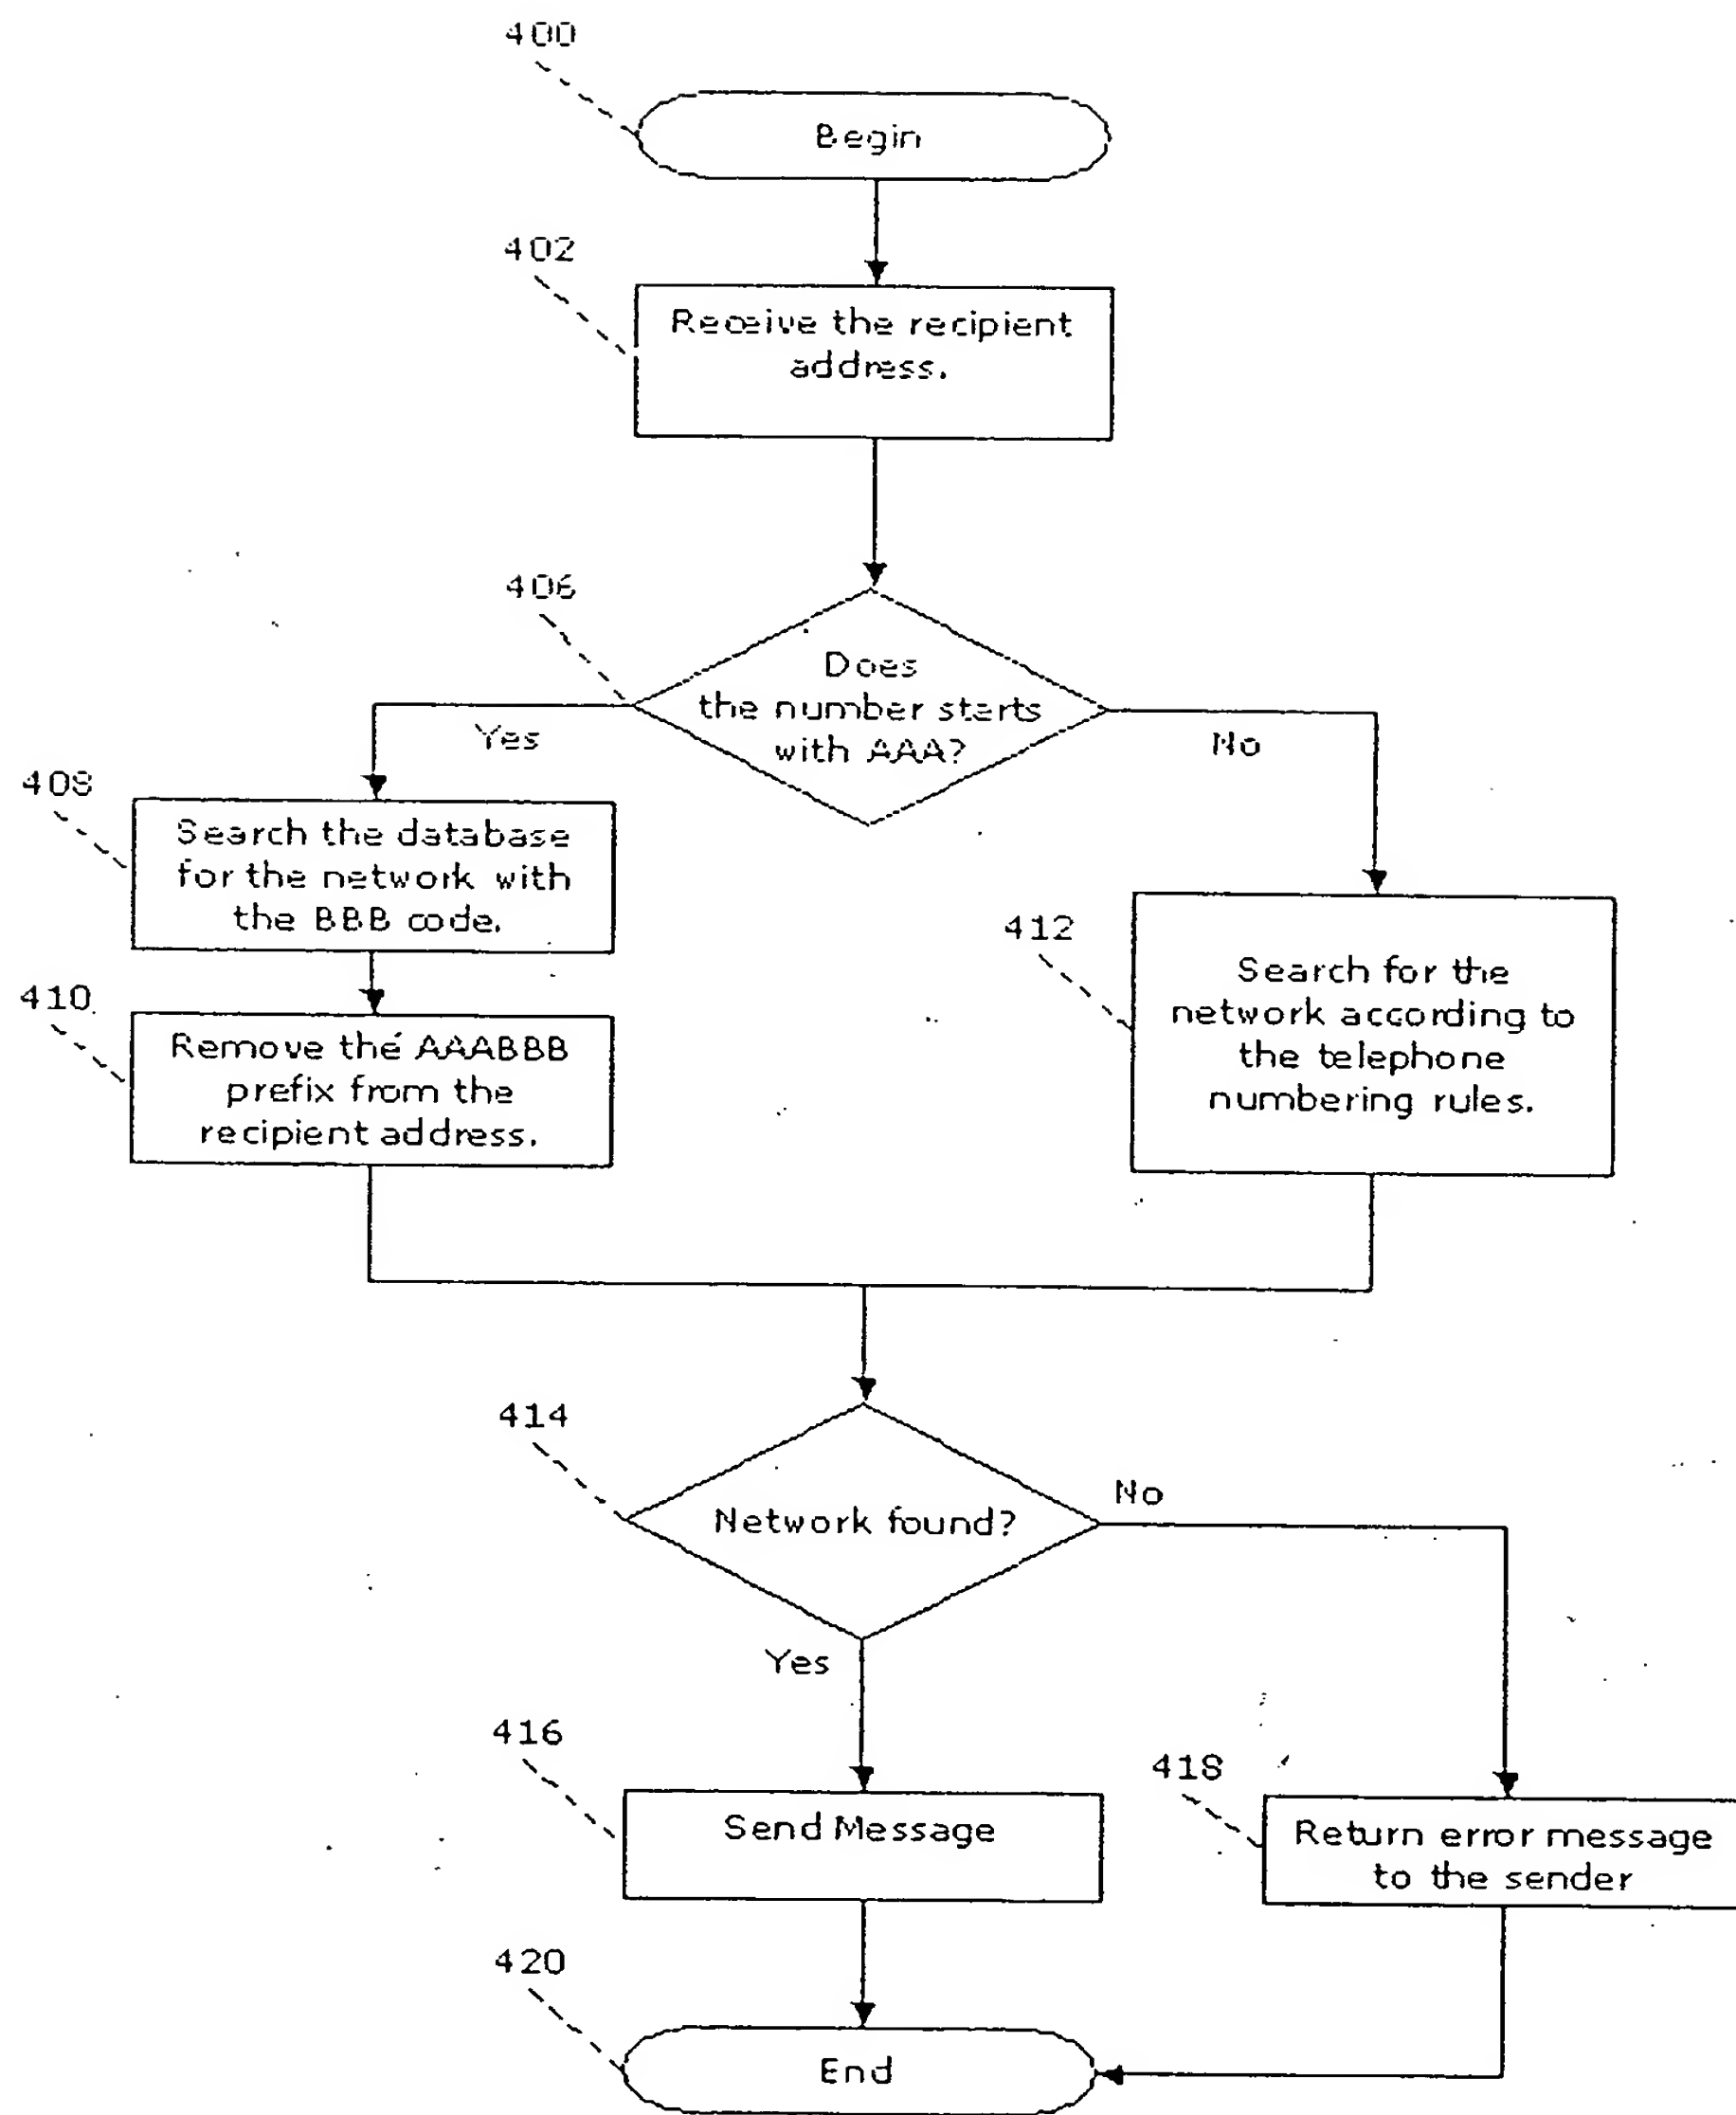 400
Begin
402
Receive the recipient
address.
406
Does
the number starts
with AAA?
Yes
No
408
Search the database
for the network with
the BBB code.
412
Search for the
network according to
the telephone
numbering rules.
410
Remove the AAABBB
prefix from the
recipient address.
414
Network found?
No
Yes
416
Send Message
418
Return error message
to the sender
420
End